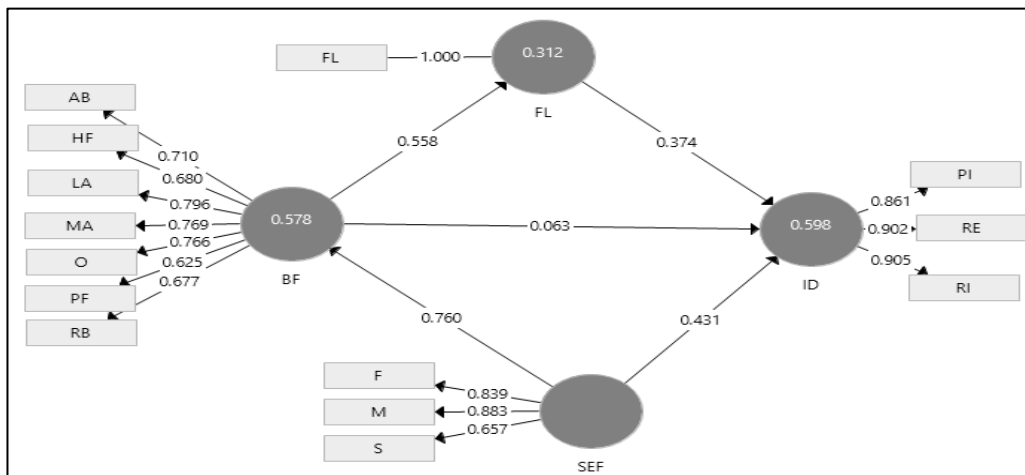 FL
1.000
0.312
FL
AB
HF
LA
MA
O
PF
RB
0.710
0.680
0.796
0.769
0.766
0.625
0.677
0.578
BF
0.558
0.374
0.063
0.760
0.431
0.598
ID
0.861
0.902
0.905
PI
RE
RI
F
M
S
0.839
0.883
0.657
SEF